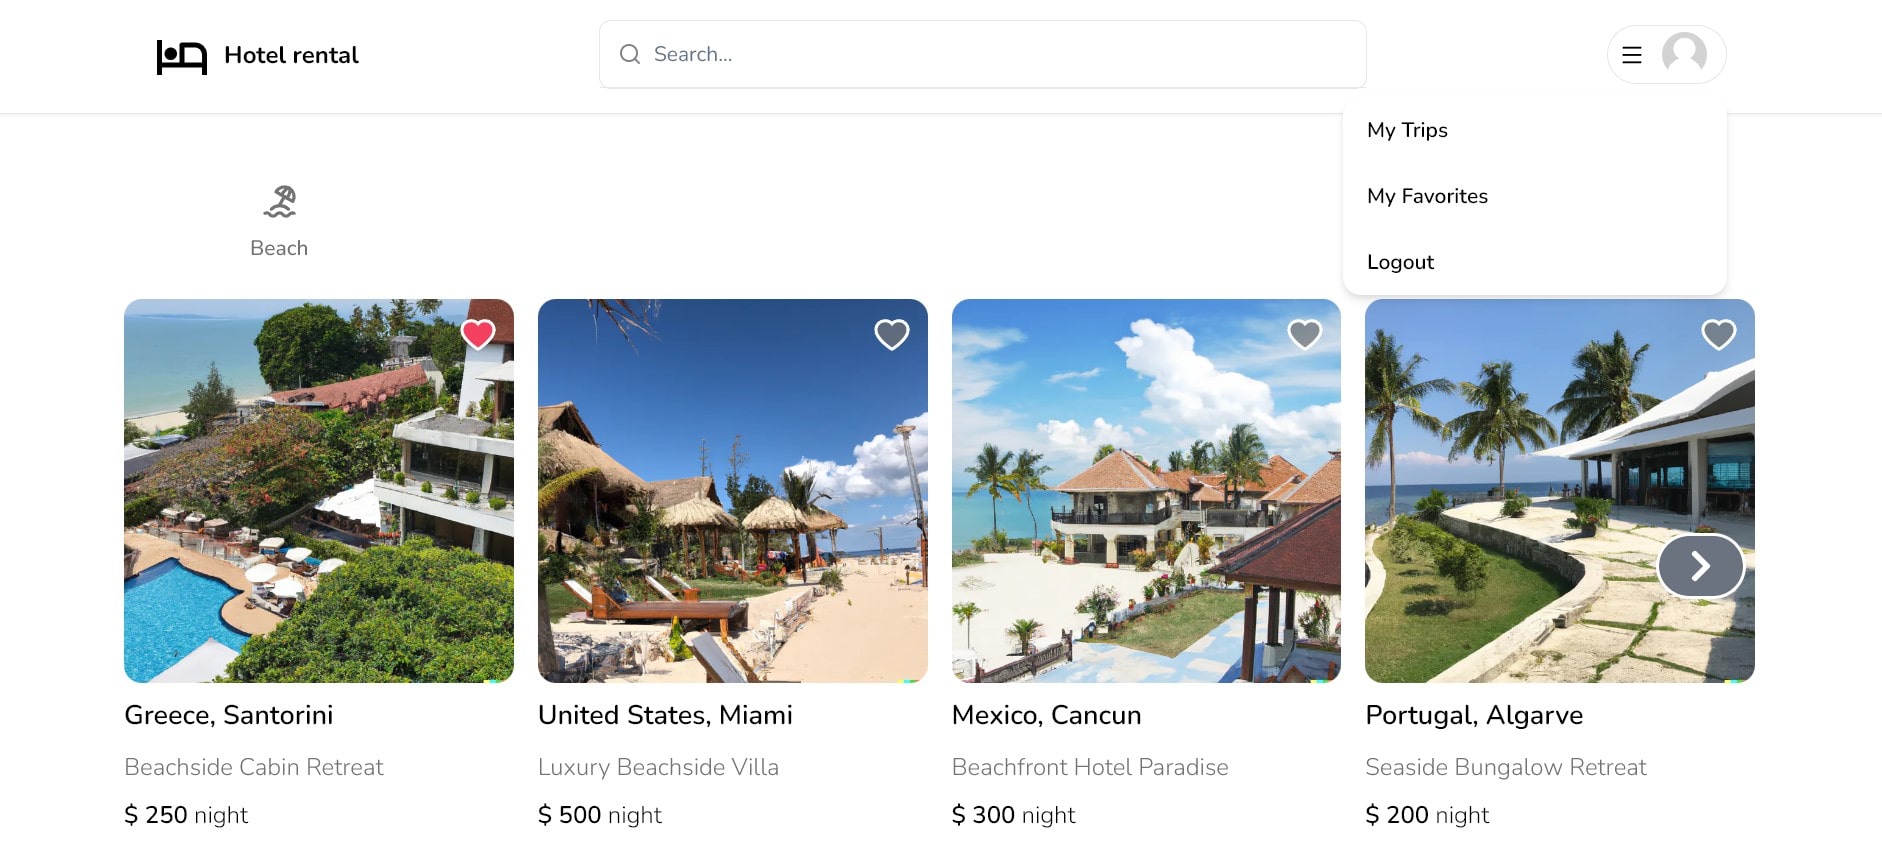 Hotel rental
Search...
My Trips
My Favorites
Logout
Beach
Greece, Santorini
Beachside Cabin Retreat
$ 250 night
United States, Miami
Luxury Beachside Villa
$ 500 night
Mexico, Cancun
Beachfront Hotel Paradise
$ 300 night
Portugal, Algarve
Seaside Bungalow Retreat
$ 200 night